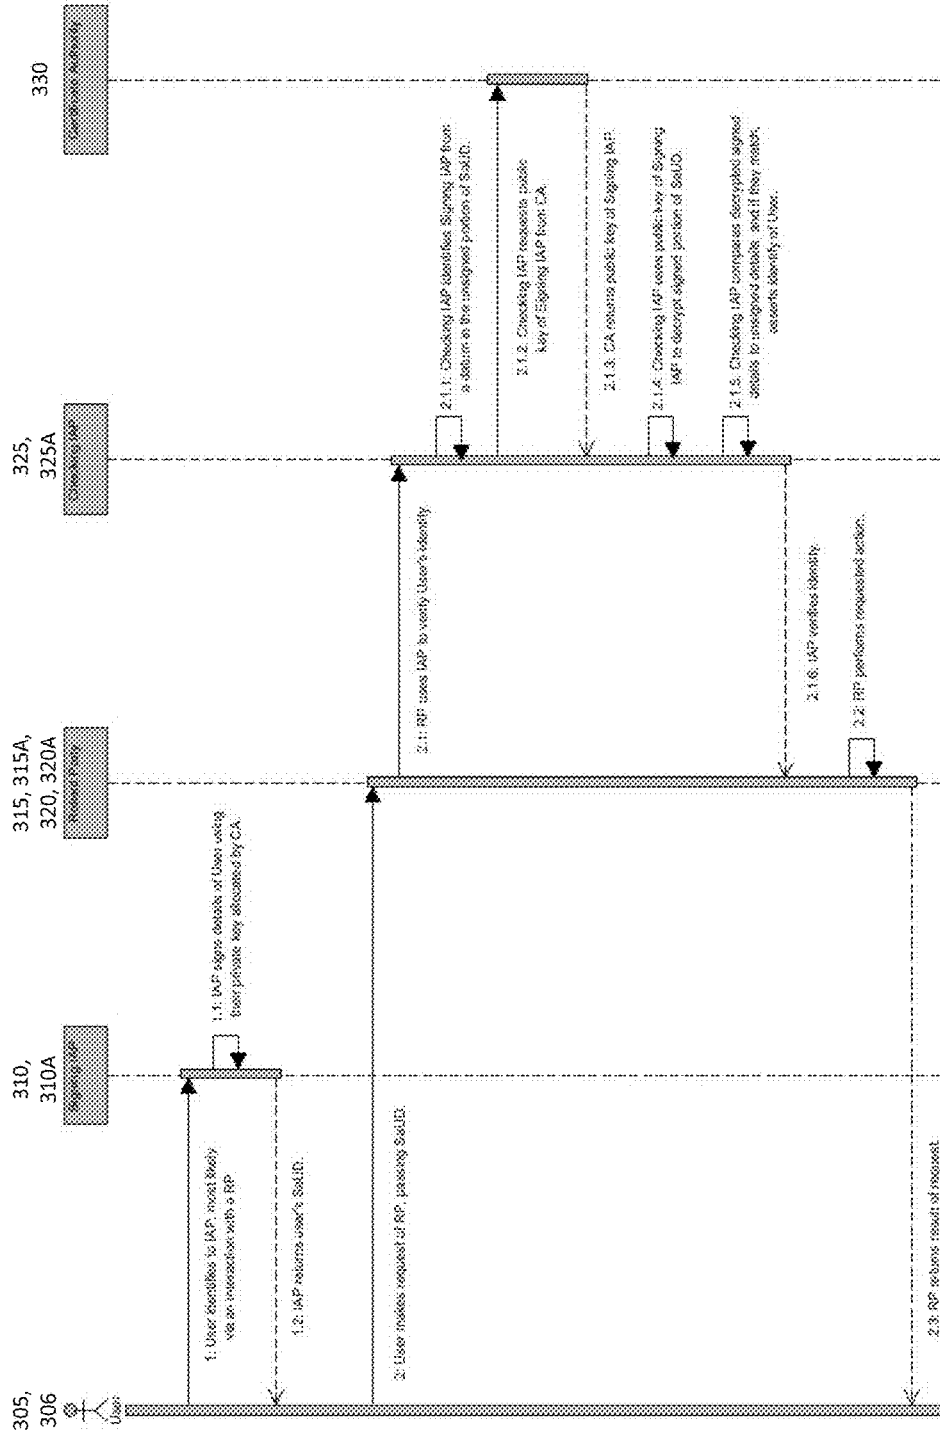 305,
306
User
310,
310A
Signing IAP
315, 315A,
320, 320A
325,
325A
Checking IAP
330
1: User identifies to IAP, most likely
via an interaction with a RP
1.1: IAP signs details of User using
their private key allocated by CA.
1.2: IAP returns user's SaUID.
2: User makes request of RP, passing SaUID.
2.1: RP uses IAP to verify User's identity.
2.1.1: Checking IAP identifies Signing IAP from
a datum in the unsigned portion of SaUID.
2.1.2: Checking IAP requests public
key of Signing IAP from CA.
2.1.3: CA returns public key of Signing IAP.
2.1.4: Checking IAP uses public key of Signing
IAP to decrypt signed portion of SaUID.
2.1.5: Checking IAP compares decrypted signed
details to unsigned details, and if they match,
asserts identity of User.
2.1.6: IAP verifies identity.
2.2: RP performs requested action.
2.3: RP returns result of request.